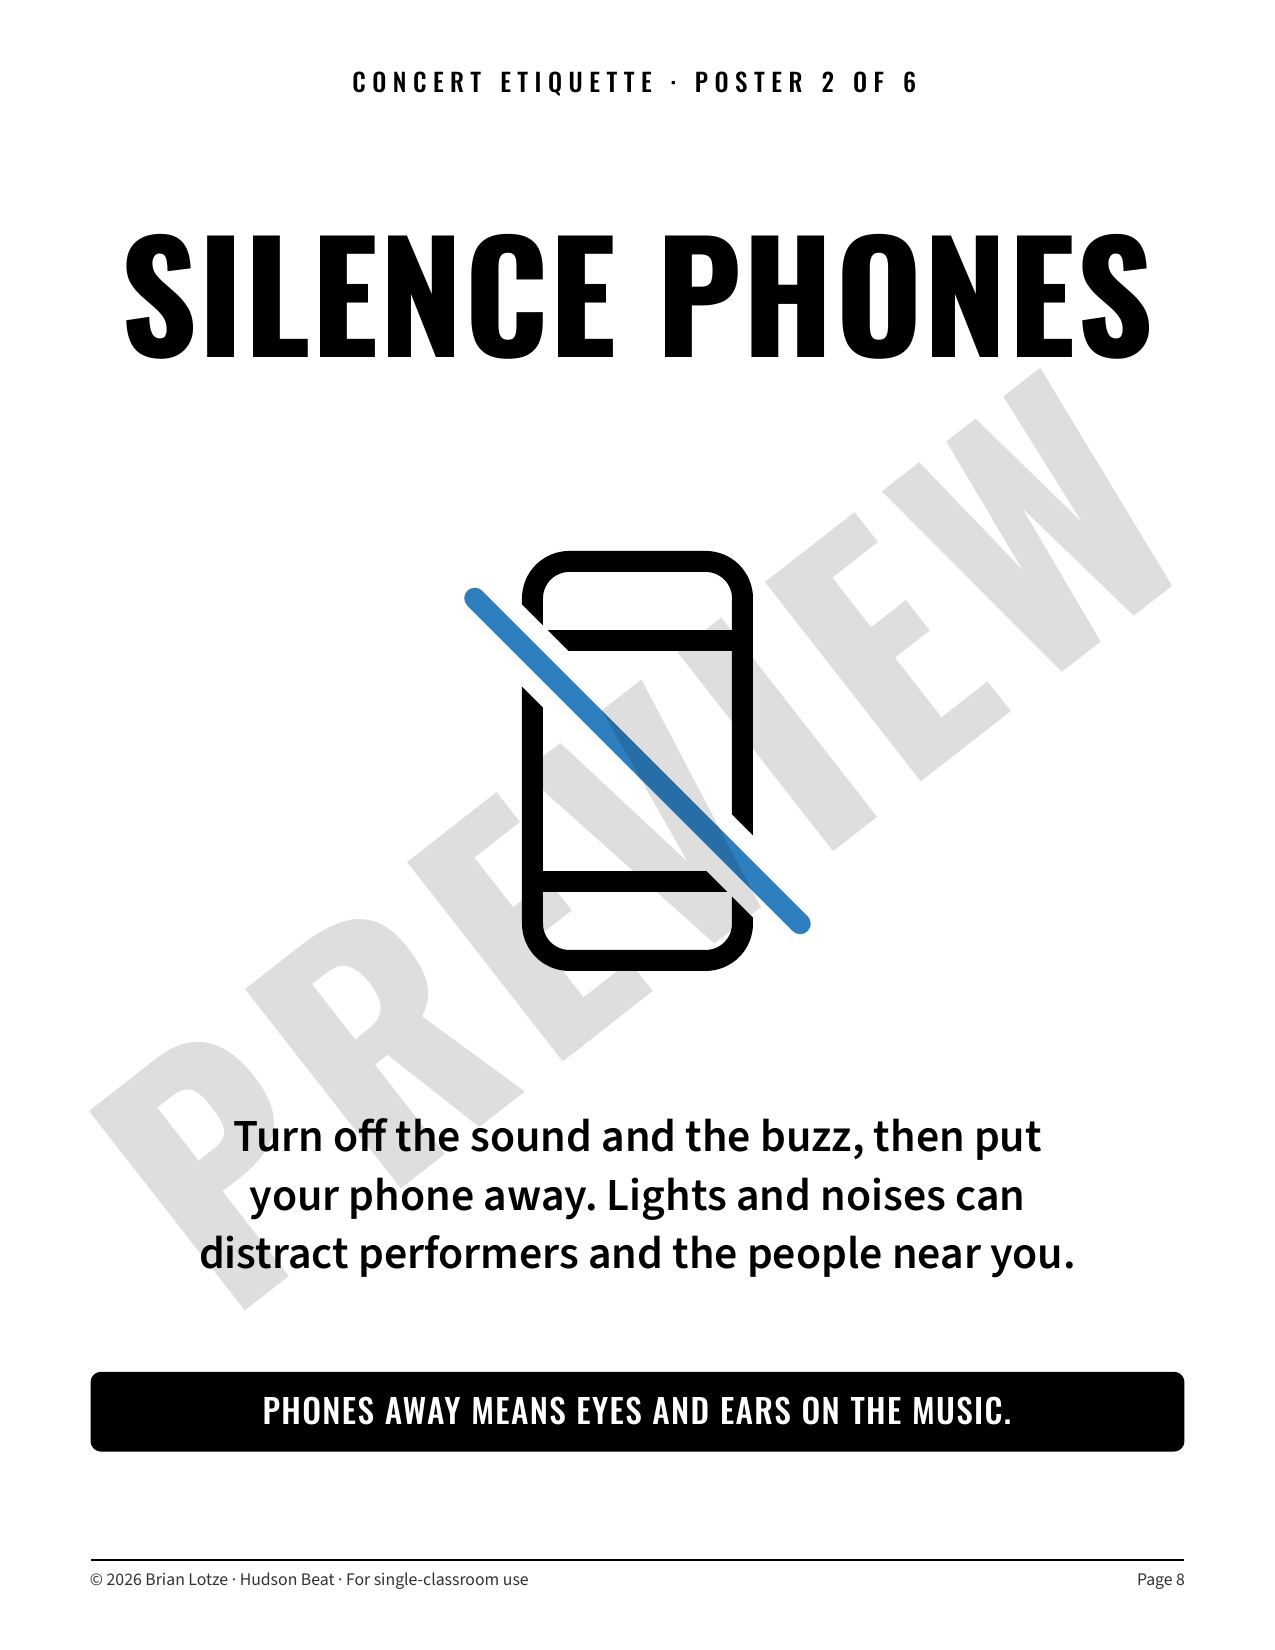 CONCERT ETIQUETTE · POSTER 2 OF 6
SILENCE PHONES
PREVIEW
Turn off the sound and the buzz, then put
your phone away. Lights and noises can
distract performers and the people near you.
PHONES AWAY MEANS EYES AND EARS ON THE MUSIC.
© 2026 Brian Lotze · Hudson Beat · For single-classroom use
Page 8